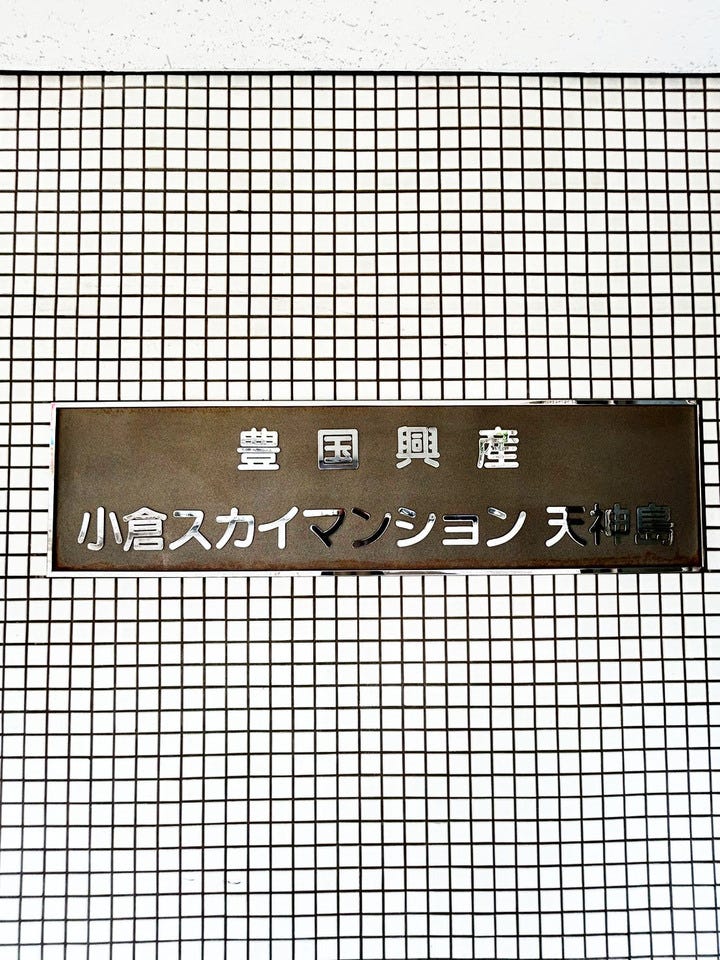 豊国興産
小倉スカイマンション 天神島